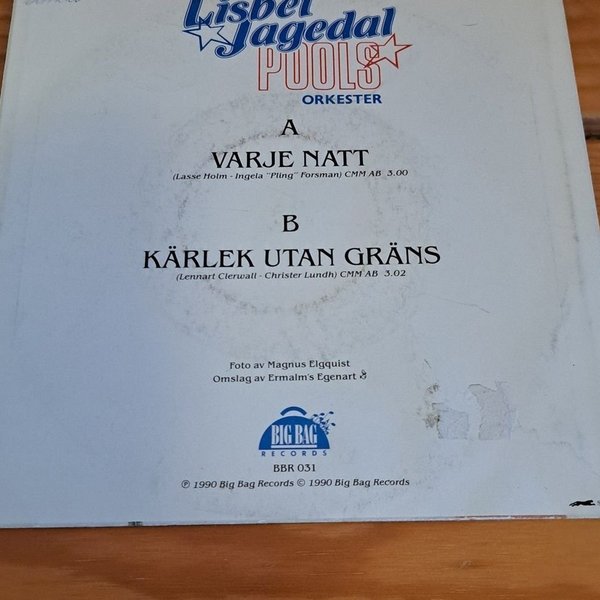 Lisbet
Jagedal
POOLS
ORKESTER
A
VARJE NATT
(Lasse Holm - Ingela "Pling" Forsman) CMM AB 3.00
B
KÄRLEK UTAN GRÄNS
(Lennart Clerwall - Christer Lundh) CMM AB 3.02
Foto av Magnus Elgquist
Omslag av Ermalm's Egenart
BIG BAG
RECORDS
BBR 031
℗ 1990 Big Bag Records © 1990 Big Bag Records